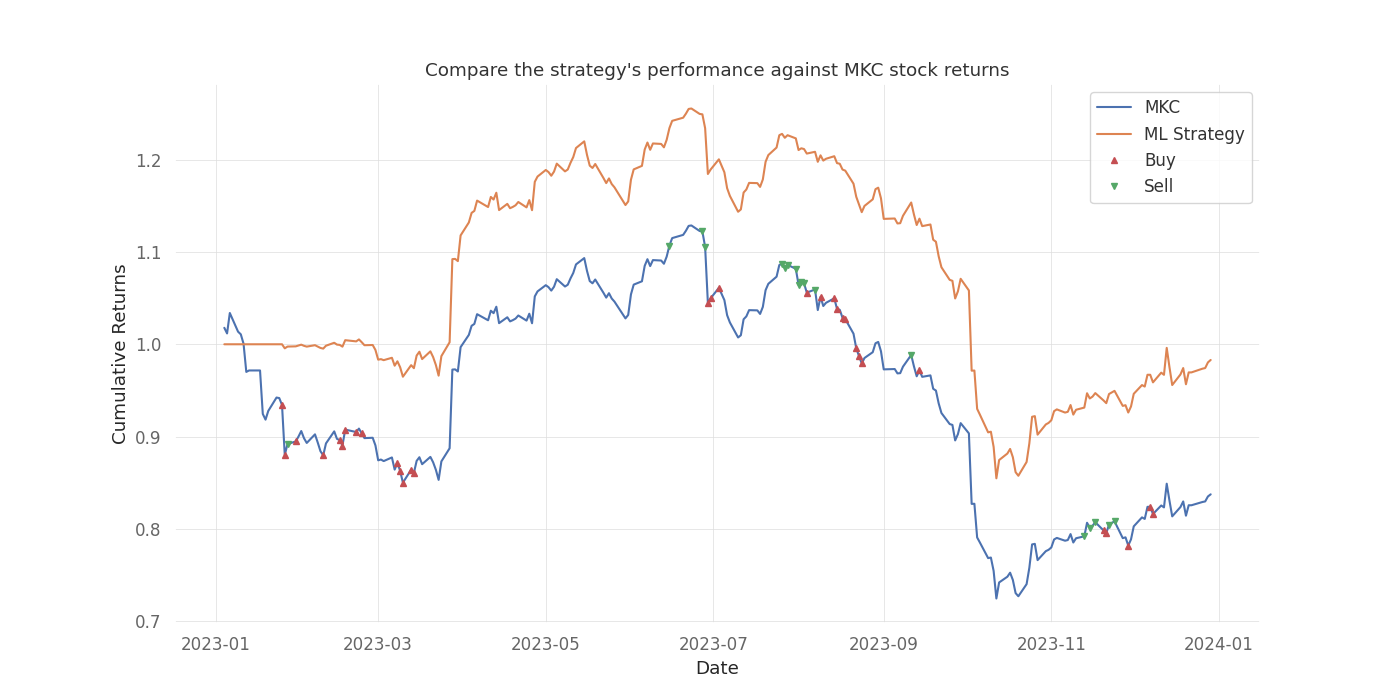 Compare the strategy's performance against MKC stock returns
MKC
ML Strategy
Buy
Sell
Cumulative Returns
1.2
1.1
1.0
0.9
0.8
0.7
2023-01
2023-03
2023-05
2023-07
2023-09
2023-11
2024-01
Date